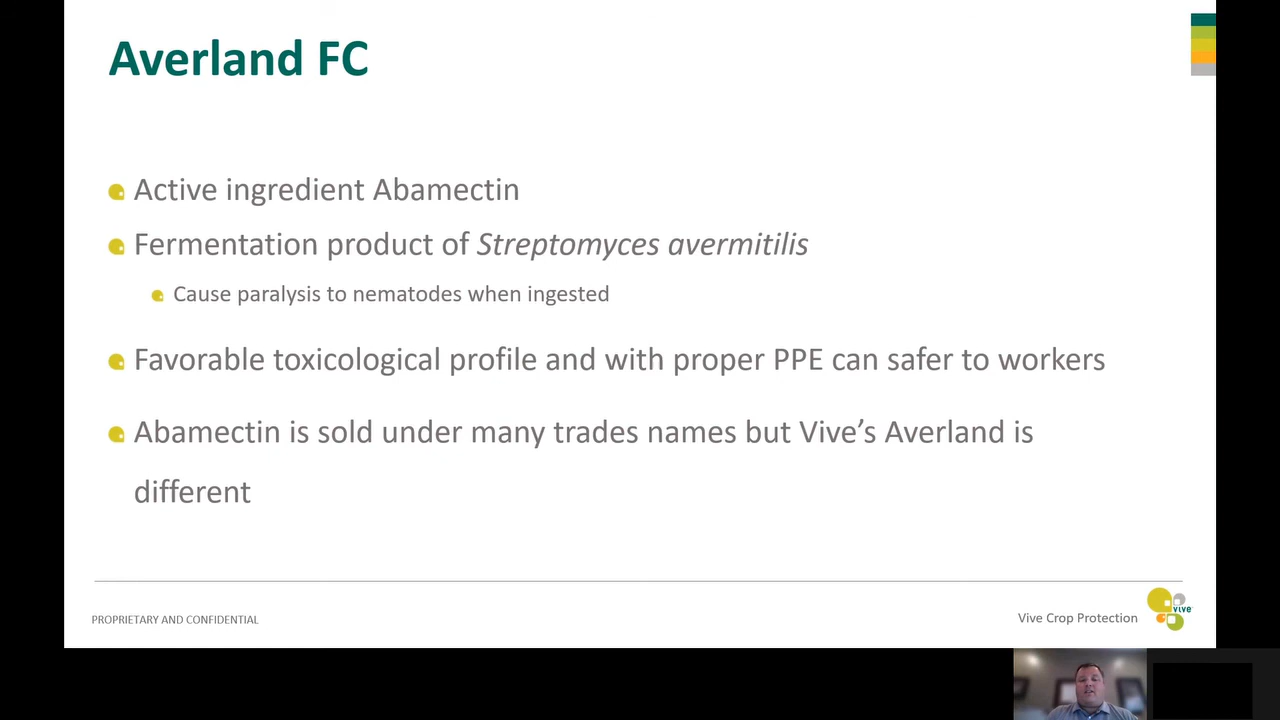 Averland FC
Active ingredient Abamectin
Fermentation product of Streptomyces avermitilis
Cause paralysis to nematodes when ingested
Favorable toxicological profile and with proper PPE can safer to workers
Abamectin is sold under many trades names but Vive’s Averland is
different
PROPRIETARY AND CONFIDENTIAL
Vive Crop Protection
vive